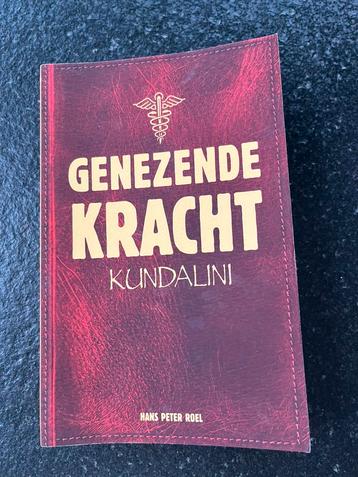 GENEZENDE
KRACHT
KUNDALINI
HANS PETER ROEL